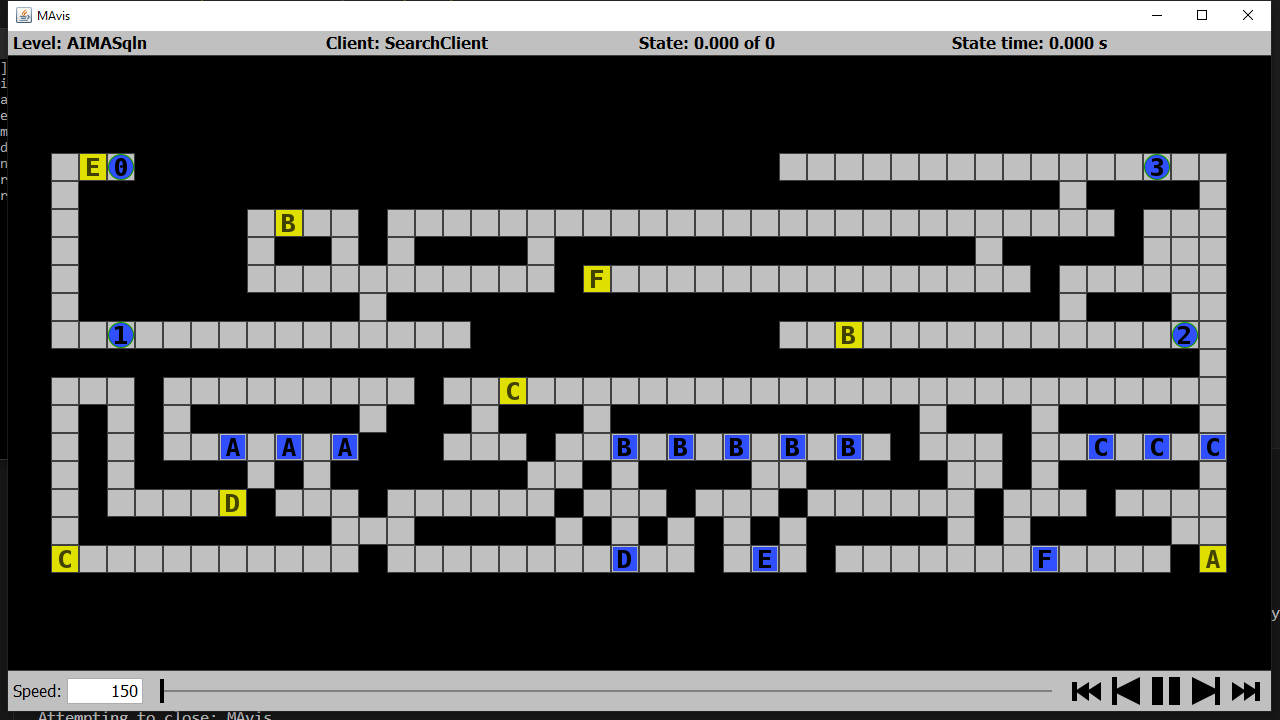 MAvis
Level: AIMASqln Client: SearchClient State: 0.000 of 0 State time: 0.000 s
E 0 3
B
F
1 B 2
C
A A A B B B B B C C C
D
C D E F A
Speed: 150
Attempting to close: MAvis